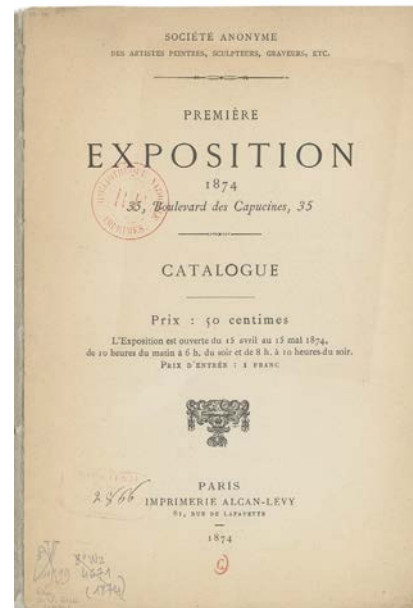 SOCIÉTÉ ANONYME
DES ARTISTES PEINTRES, SCULPTEURS, GRAVEURS, ETC.
PREMIÈRE
EXPOSITION
1874
35, Boulevard des Capucines, 35
CATALOGUE
Prix : 50 centimes
L'Exposition est ouverte du 15 avril au 15 mai 1874,
de 10 heures du matin à 6 h. du soir et de 8 h. à 10 heures du soir.
PRIX D'ENTRÉE : 1 FRANC
PARIS
IMPRIMERIE ALCAN-LÉVY
61, RUE DE LAFAYETTE
1874
(1874)